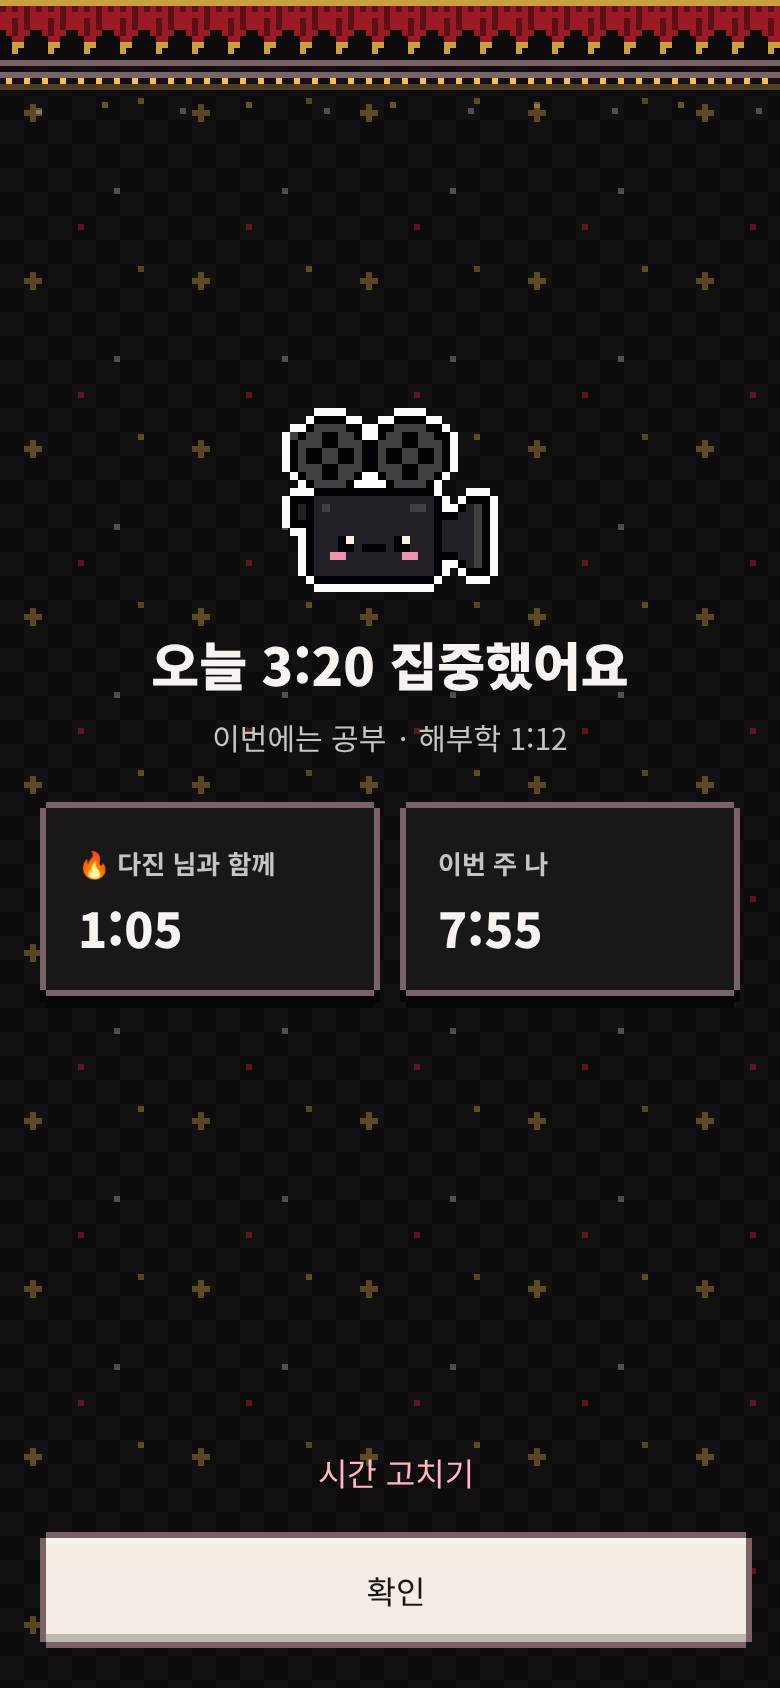 오늘 3:20 집중했어요
이번에는 공부 · 해부학 1:12
🔥 다진 님과 함께
1:05
이번 주 나
7:55
시간 고치기
확인